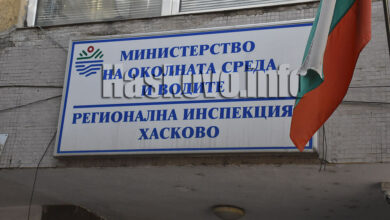 МИНИСТЕРСТВО
НА ОКОЛНАТА СРЕДА
И ВОДИТЕ
Haskovo.info
РЕГИОНАЛНА ИНСПЕКЦИЯ
ХАСКОВО